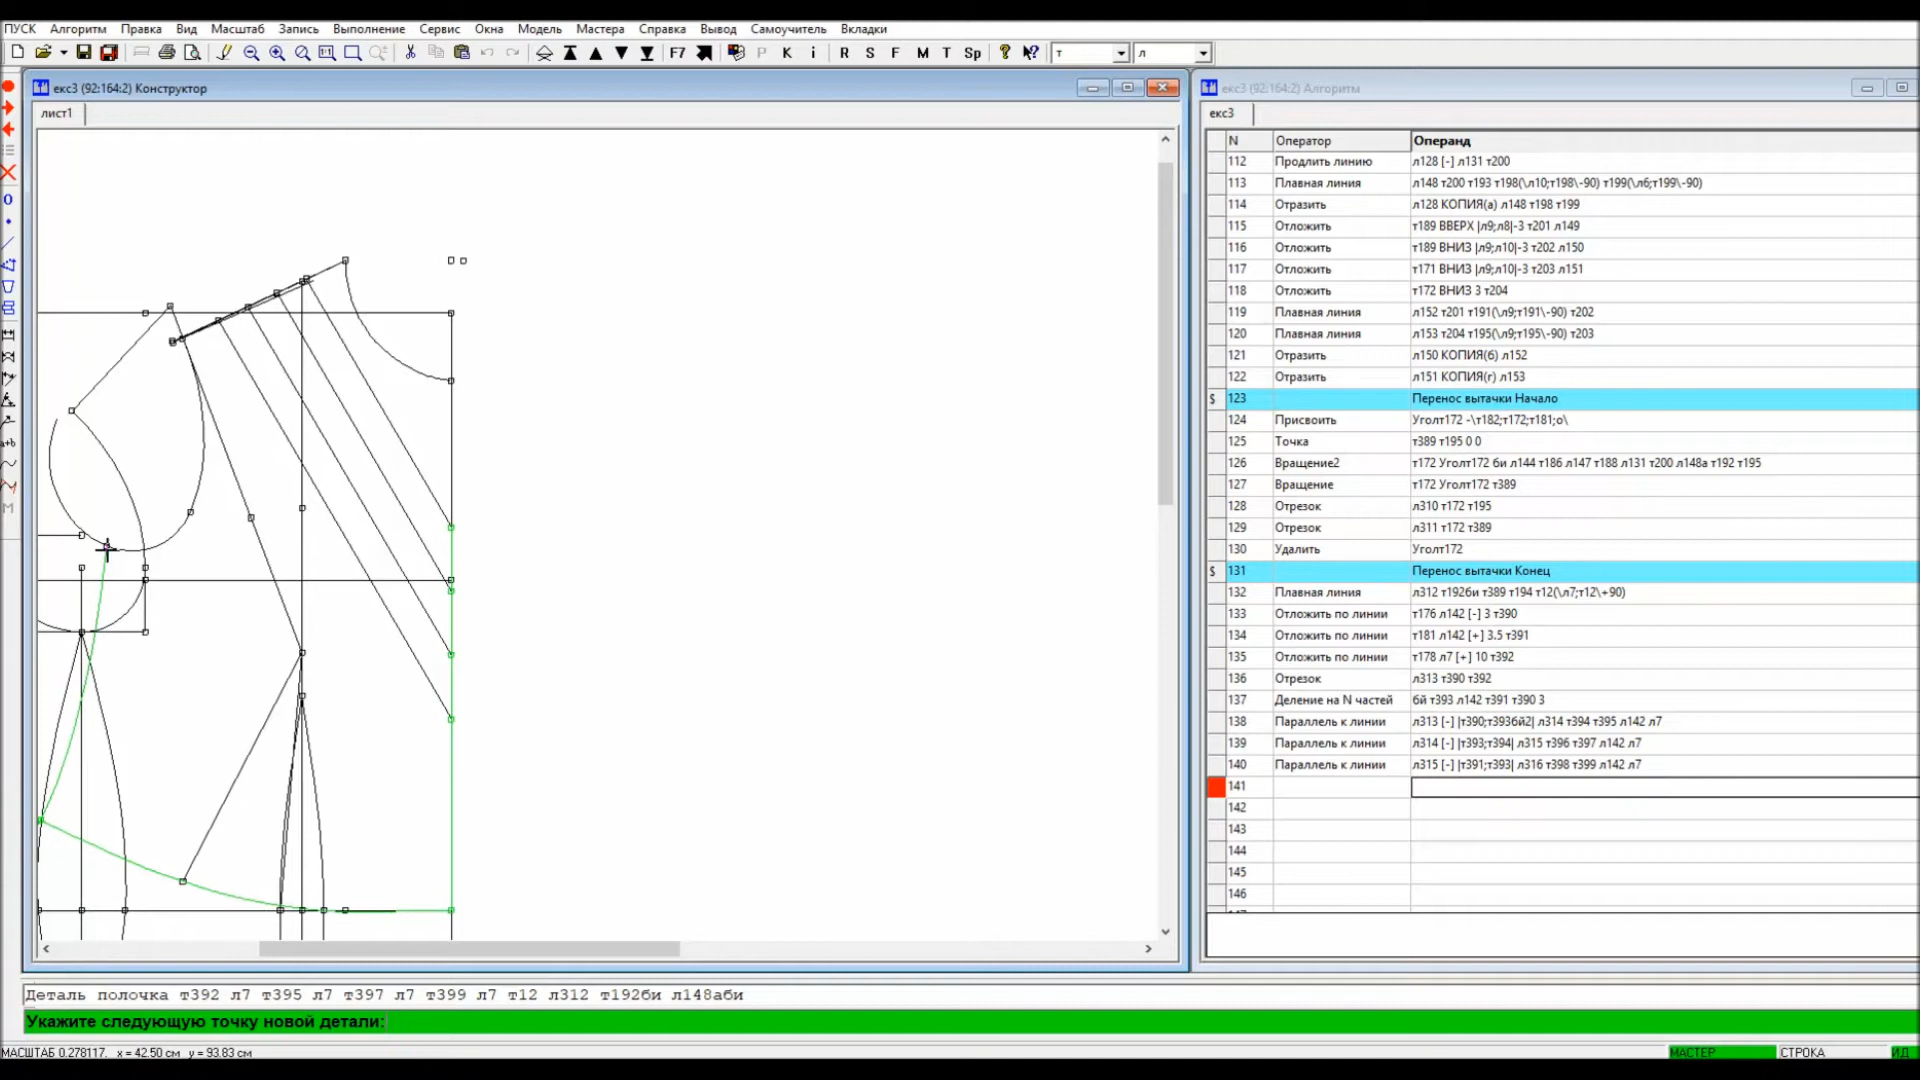 ПУСК Алгоритм Правка Вид Масштаб Запись Выполнение Сервис Окна Модель Мастера Справка Вывод Самоучитель Вкладки
F7 P K i R S F M T Sp т л
екс3 (92:164:2) Конструктор
лист1
екс3 (92:164:2) Алгоритм
екс3
N Оператор Операнд
112 Продлить линию л128 [-] л131 т200
113 Плавная линия л148 т200 т193 т198(\л10;т198\-90) т199(\л6;т199\-90)
114 Отразить л128 КОПИЯ(а) л148 т198 т199
115 Отложить т189 ВВЕРХ |л9;л8|-3 т201 л149
116 Отложить т189 ВНИЗ |л9;л10|-3 т202 л150
117 Отложить т171 ВНИЗ |л9;л10|-3 т203 л151
118 Отложить т172 ВНИЗ 3 т204
119 Плавная линия л152 т201 т191(\л9;т191\-90) т202
120 Плавная линия л153 т204 т195(\л9;т195\-90) т203
121 Отразить л150 КОПИЯ(б) л152
122 Отразить л151 КОПИЯ(г) л153
$ 123 Перенос вытачки Начало
124 Присвоить Уголт172 -\т182;т172;т181;о\
125 Точка т389 т195 0 0
126 Вращение2 т172 Уголт172 би л144 т186 л147 т188 л131 т200 л148а т192 т195
127 Вращение т172 Уголт172 т389
128 Отрезок л310 т172 т195
129 Отрезок л311 т172 т389
130 Удалить Уголт172
$ 131 Перенос вытачки Конец
132 Плавная линия л312 т192би т389 т194 т12(\л7;т12\+90)
133 Отложить по линии т176 л142 [-] 3 т390
134 Отложить по линии т181 л142 [+] 3.5 т391
135 Отложить по линии т178 л7 [+] 10 т392
136 Отрезок л313 т390 т392
137 Деление на N частей бй т393 л142 т391 т390 3
138 Параллель к линии л313 [-] |т390;т393бй2| л314 т394 т395 л142 л7
139 Параллель к линии л314 [-] |т393;т394| л315 т396 т397 л142 л7
140 Параллель к линии л315 [-] |т391;т393| л316 т398 т399 л142 л7
141
142
143
144
145
146
a+b
M
Деталь полочка т392 л7 т395 л7 т397 л7 т399 л7 т12 л312 т192би л148аби
Укажите следующую точку новой детали:
МАСШТАБ 0.278117. x = 42.50 см y = 93.83 см МАСТЕР СТРОКА ИД